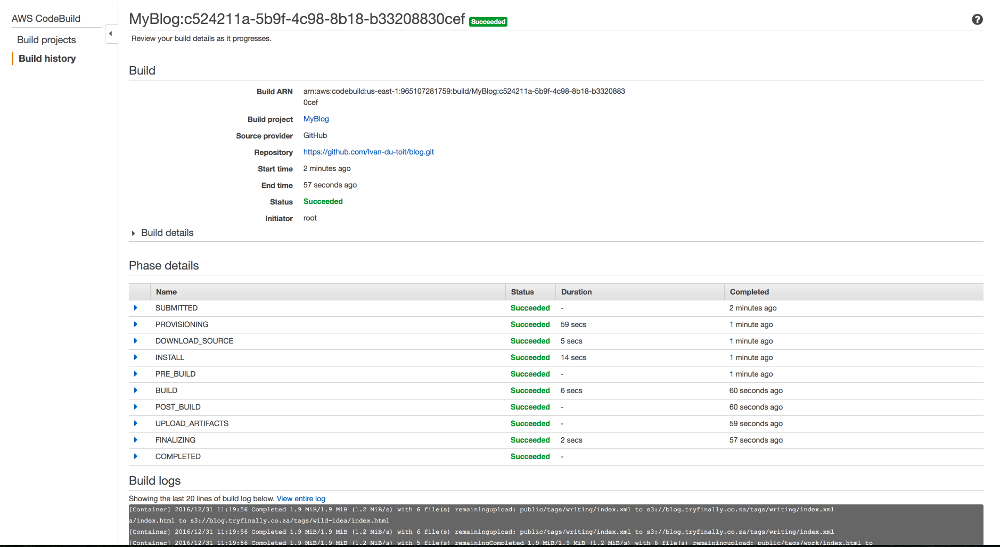 AWS CodeBuild
Build projects
Build history
MyBlog:c524211a-5b9f-4c98-8b18-b33208830cef Succeeded
Review your build details as it progresses.
Build
Build ARN arn:aws:codebuild:us-east-1:965107281759:build/MyBlog:c524211a-5b9f-4c98-8b18-b3320883
0cef
Build project MyBlog
Source provider GitHub
Repository https://github.com/Ivan-du-toit/blog.git
Start time 2 minutes ago
End time 57 seconds ago
Status Succeeded
Initiator root
Build details
Phase details
Name Status Duration Completed
SUBMITTED Succeeded - 2 minutes ago
PROVISIONING Succeeded 59 secs 1 minute ago
DOWNLOAD_SOURCE Succeeded 5 secs 1 minute ago
INSTALL Succeeded 14 secs 1 minute ago
PRE_BUILD Succeeded - 1 minute ago
BUILD Succeeded 6 secs 60 seconds ago
POST_BUILD Succeeded - 60 seconds ago
UPLOAD_ARTIFACTS Succeeded - 59 seconds ago
FINALIZING Succeeded 2 secs 57 seconds ago
COMPLETED Succeeded -
Build logs
Showing the last 20 lines of build log below. View entire log
[Container] 2016/12/31 11:19:56 Completed 1.9 MiB/1.9 MiB (1.2 MiB/s) with 6 file(s) remainingupload: public/tags/writing/index.xml to s3://blog.tryfinally.co.za/tags/writing/index.xml
a/index.html to s3://blog.tryfinally.co.za/tags/wild-idea/index.html
[Container] 2016/12/31 11:19:56 Completed 1.9 MiB/1.9 MiB (1.2 MiB/s) with 6 file(s) remainingupload: public/tags/writing/index.xml to s3://blog.tryfinally.co.za/tags/writing/index.xml
[Container] 2016/12/31 11:19:56 Completed 1.9 MiB/1.9 MiB (1.2 MiB/s) with 5 file(s) remainingCompleted 1.9 MiB/1.9 MiB (1.2 MiB/s) with 6 file(s) remainingupload: public/tags/work/index.html to